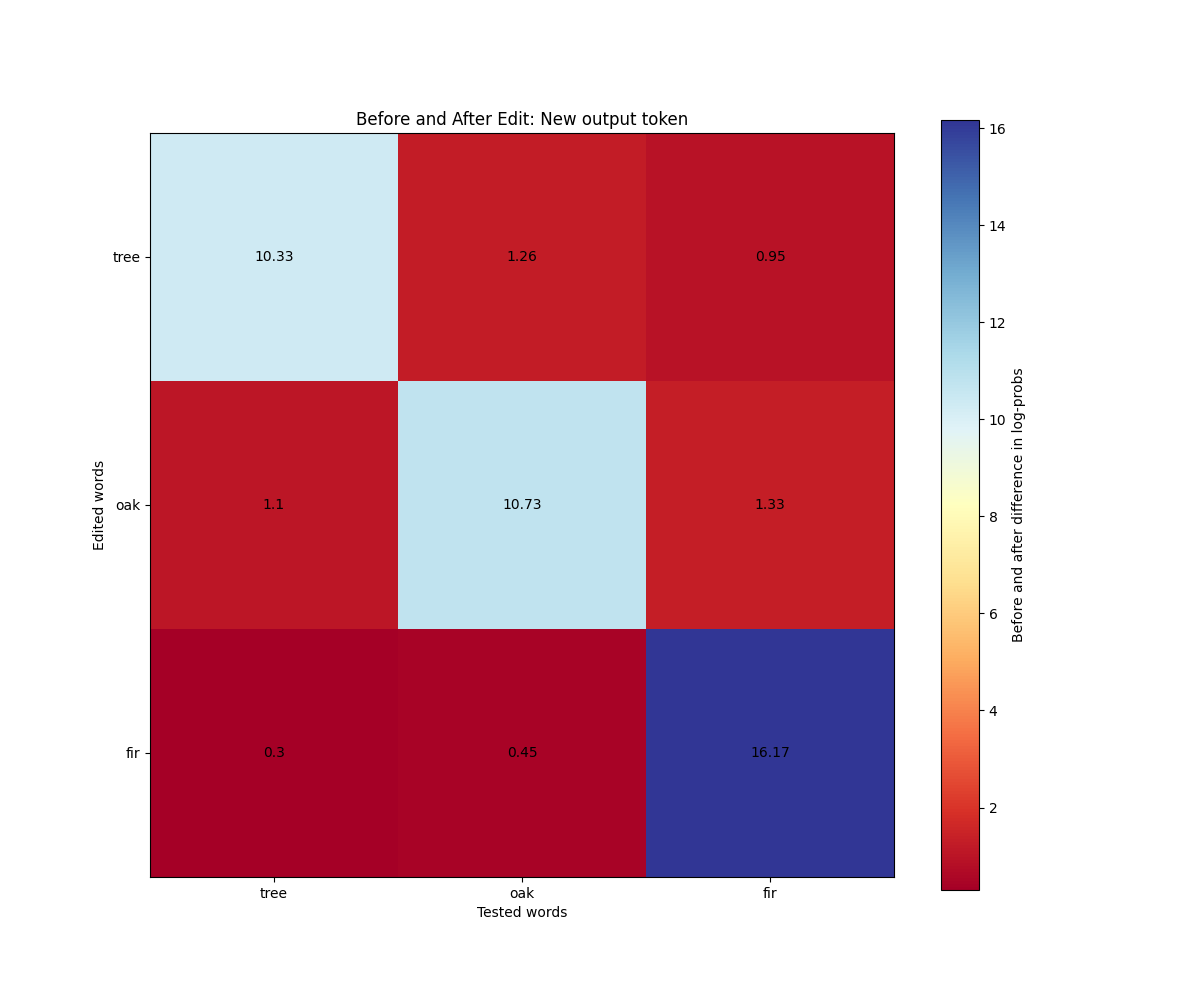 Before and After Edit: New output token
tree
oak
fir
Edited words
10.33
1.26
0.95
1.1
10.73
1.33
0.3
0.45
16.17
tree
oak
fir
Tested words
16
14
12
10
8
6
4
2
Before and after difference in log-probs